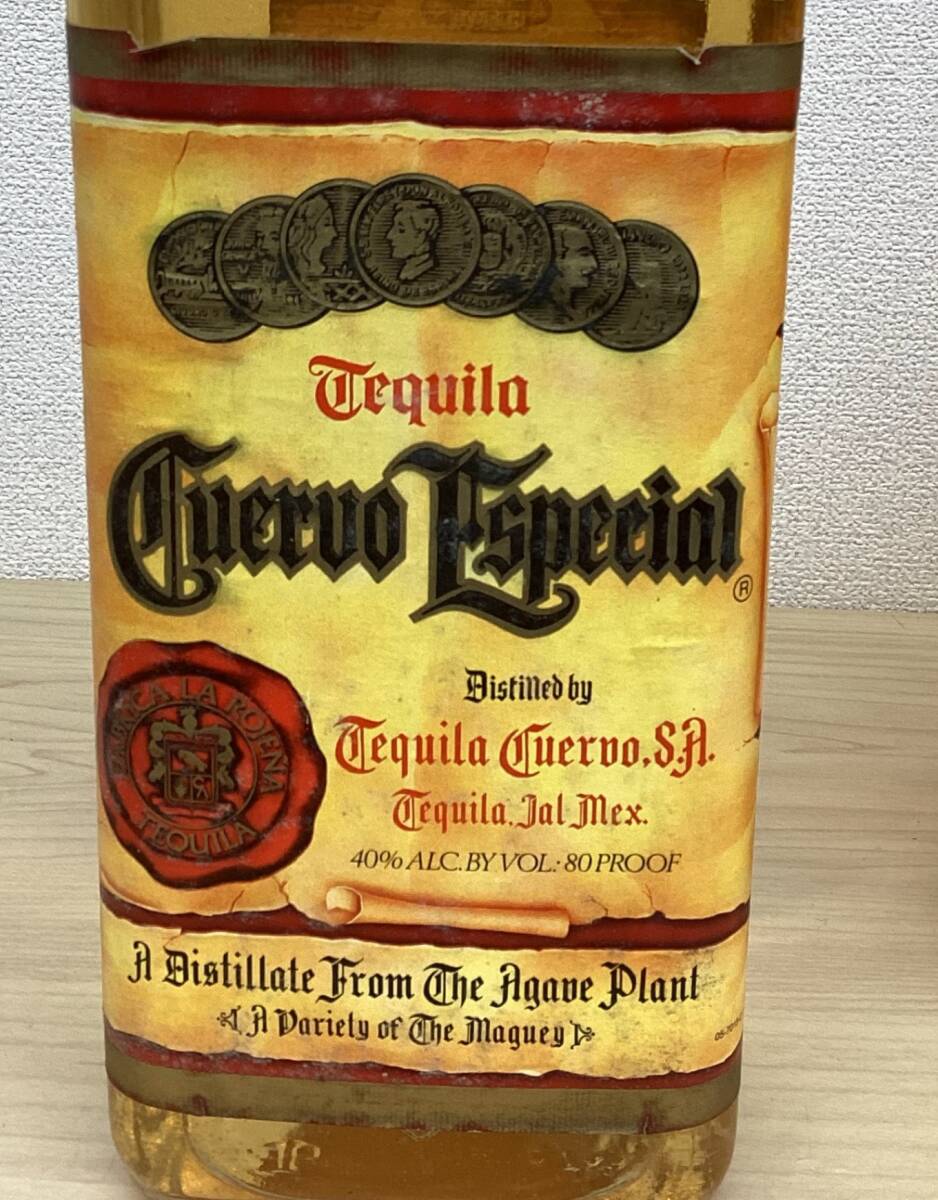 Tequila
Cuervo Especial
®
Distilled by
Tequila Cuervo, S.A.
Tequila, Jal Mex.
40% ALC. BY VOL.· 80 PROOF
FABRICA LA ROJENA
TEQUILA
A Distillate From The Agave Plant
A Variety of The Maguey